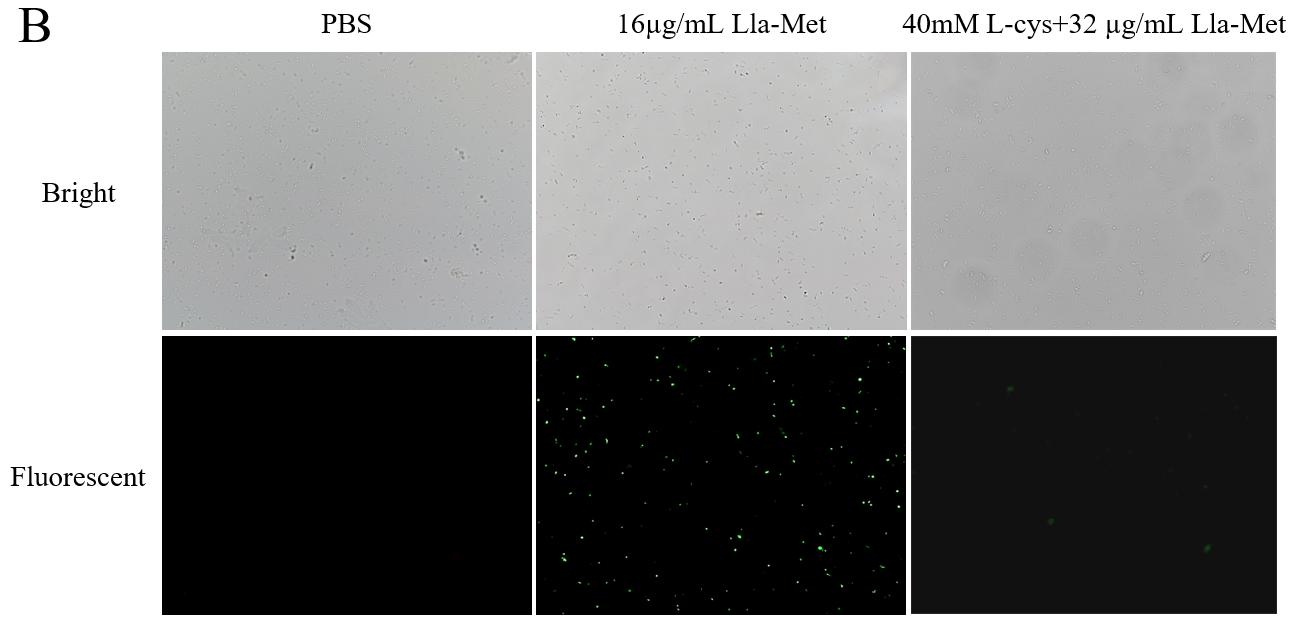 B
PBS
16μg/mL Lla-Met
40mM L-cys+32 μg/mL Lla-Met
Bright
Fluorescent